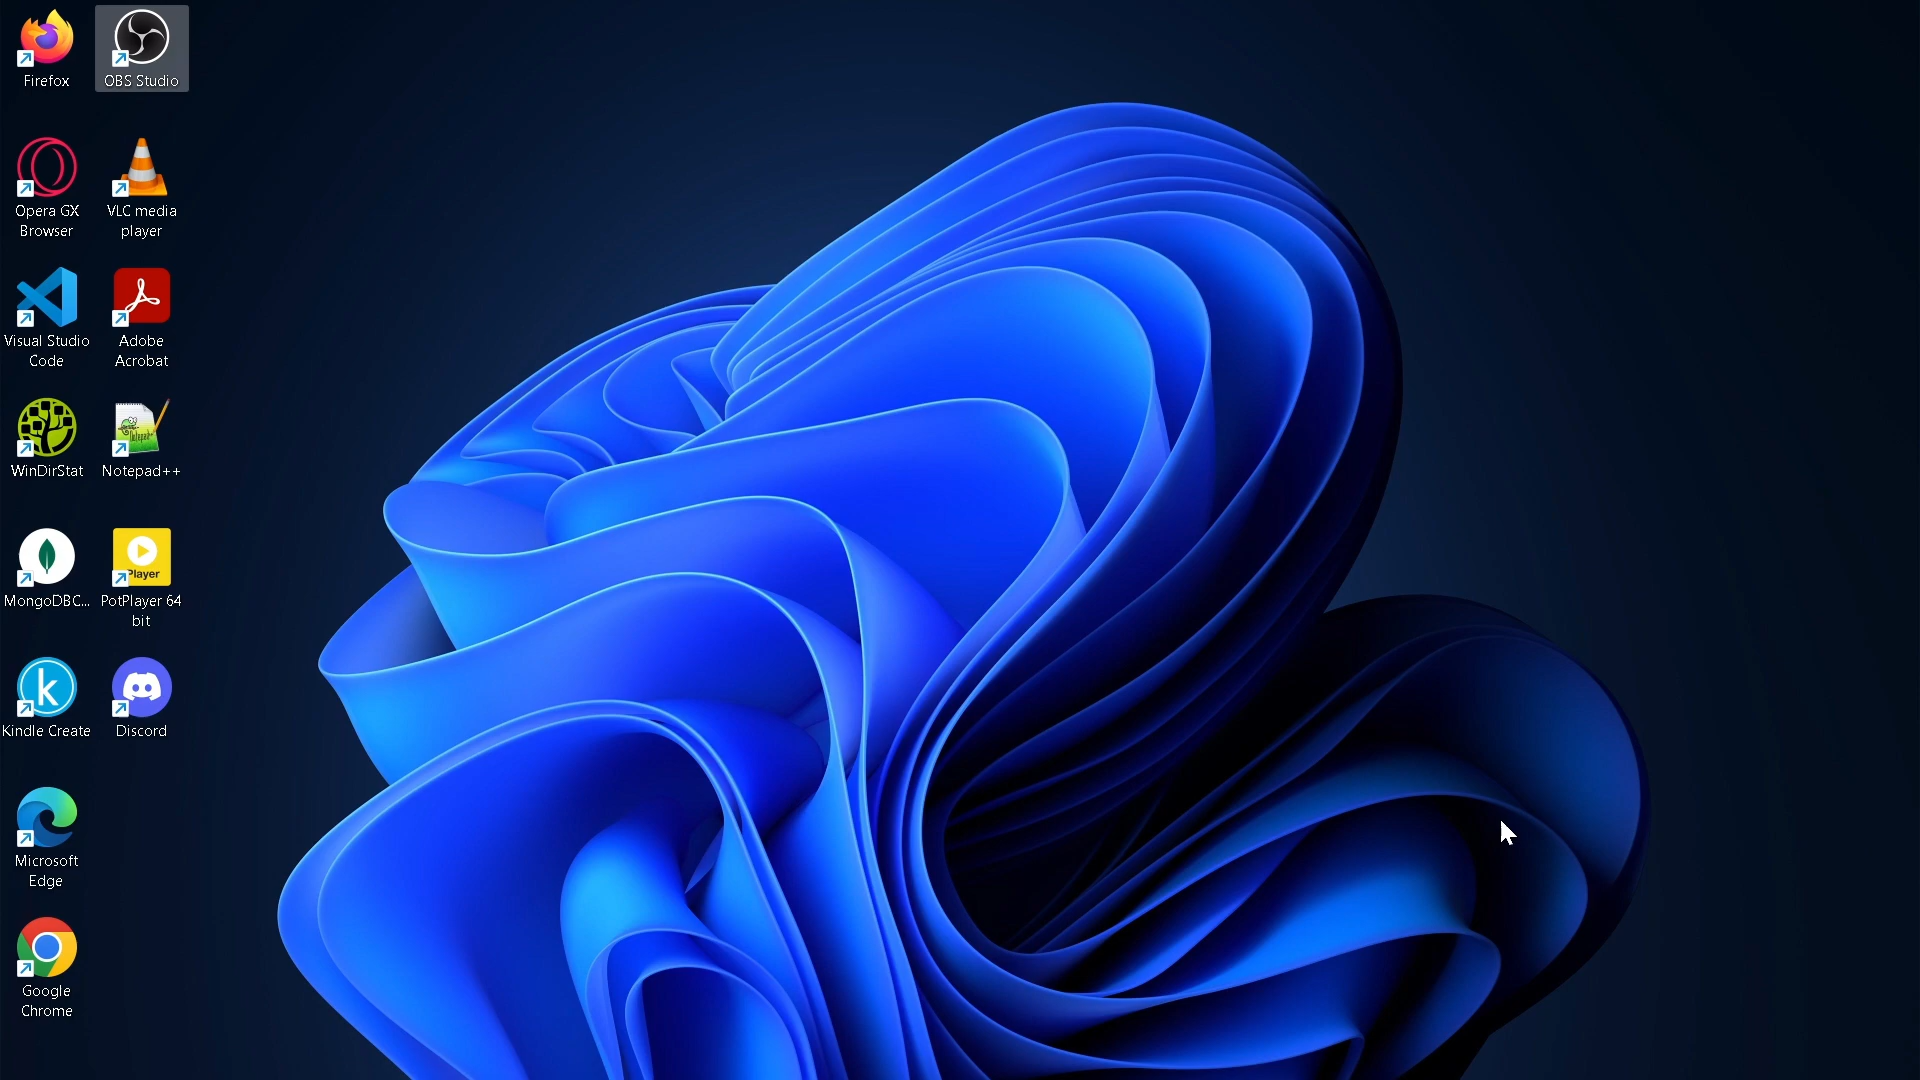 Firefox
OBS Studio
Opera GX
Browser
VLC media
player
Visual Studio
Code
Adobe
Acrobat
WinDirStat
Notepad++
MongoDBC...
Player
PotPlayer 64
bit
Kindle Create
Discord
Microsoft
Edge
Google
Chrome